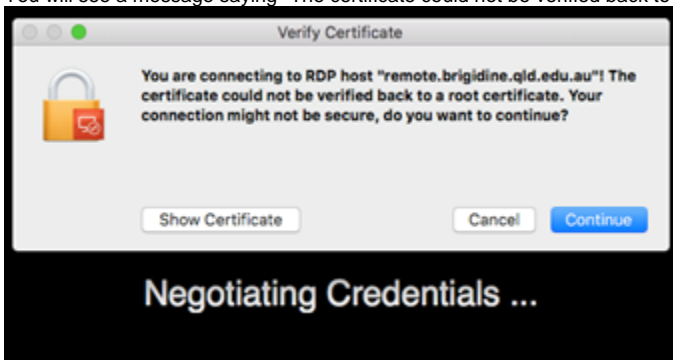 You will see a message saying "The certificate could not be verified back to
Verify Certificate
You are connecting to RDP host "remote.brigidine.qld.edu.au"! The
certificate could not be verified back to a root certificate. Your
connection might not be secure, do you want to continue?
Show Certificate
Cancel
Continue
Negotiating Credentials ...